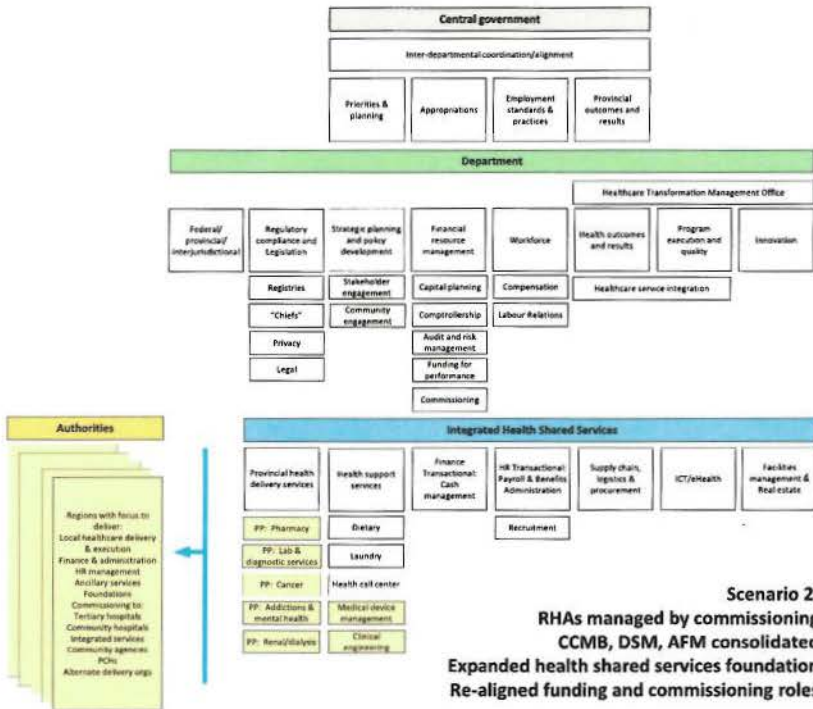 Central government
Inter-departmental coordination/alignment
Priorities &
planning
Appropriations
Employment
standards &
practices
Provincial
outcomes and
results
Department
Healthcare Transformation Management Office
Federal/
provincial/
interjurisdictional
Regulatory
compliance and
Legislation
Strategic planning
and policy
development
Financial
resource
management
Workforce
Health outcomes
and results
Program
execution and
quality
Innovation
Registries
"Chiefs"
Privacy
Legal
Stakeholder
engagement
Community
engagement
Capital planning
Comptrollership
Audit and risk
management
Funding for
performance
Commissioning
Compensation
Labour Relations
Healthcare service integration
Authorities
Regions with focus to
deliver:
Local healthcare delivery
& execution
Finance & administration
HR management
Ancillary services
Foundations
Commissioning to:
Tertiary hospitals
Community hospitals
Integrated services
Community agencies
PCHs
Alternate delivery orgs
Integrated Health Shared Services
Provincial health
delivery services
Health support
services
Finance
Transactional:
Cash
management
HR Transactional:
Payroll & Benefits
Administration
Supply chain,
logistics &
procurement
ICT/eHealth
Facilities
management &
Real estate
PP: Pharmacy
PP: Lab &
diagnostic services
PP: Cancer
PP: Addictions &
mental health
PP: Renal/dialysis
Dietary
Laundry
Health call center
Medical device
management
Clinical
engineering
Recruitment
Scenario 2
RHAs managed by commissioning
CCMB, DSM, AFM consolidated
Expanded health shared services foundation
Re-aligned funding and commissioning roles